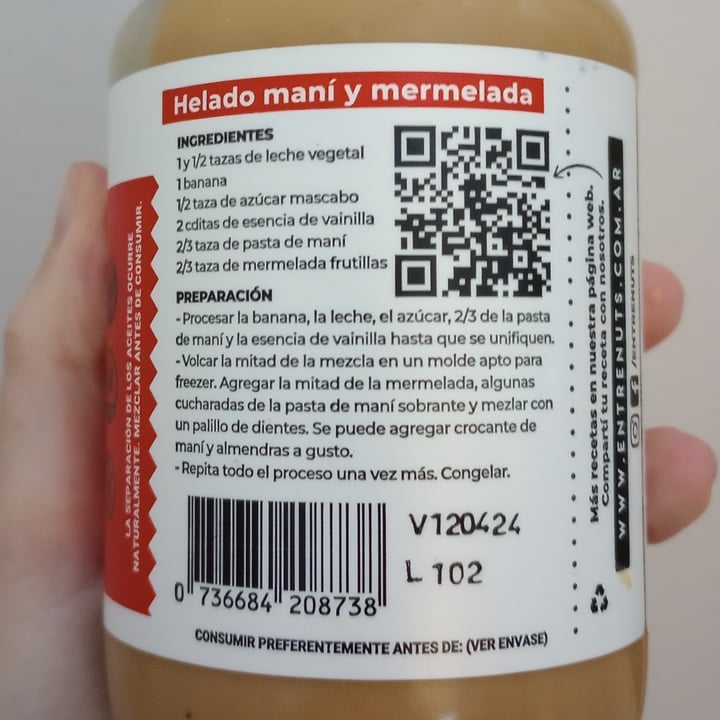 Helado maní y mermelada
INGREDIENTES
1 y 1/2 tazas de leche vegetal
1 banana
1/2 taza de azúcar mascabo
2 cditas de esencia de vainilla
2/3 taza de pasta de maní
2/3 taza de mermelada frutillas
PREPARACIÓN
- Procesar la banana, la leche, el azúcar, 2/3 de la pasta
de maní y la esencia de vainilla hasta que se unifiquen.
- Volcar la mitad de la mezcla en un molde apto para
freezer. Agregar la mitad de la mermelada, algunas
cucharadas de la pasta de maní sobrante y mezlar con
un palillo de dientes. Se puede agregar crocante de
maní y almendras a gusto.
- Repita todo el proceso una vez más. Congelar.
0 736684 208738
V120424
L 102
CONSUMIR PREFERENTEMENTE ANTES DE: (VER ENVASE)
LA SEPARACIÓN DE LOS ACEITES OCURRE
NATURALMENTE. MEZCLAR ANTES DE CONSUMIR.
Más recetas en nuestra página web.
Compartí tu receta con nosotros.
WWW.ENTRENUTS.COM.AR
/ENTRENUTS